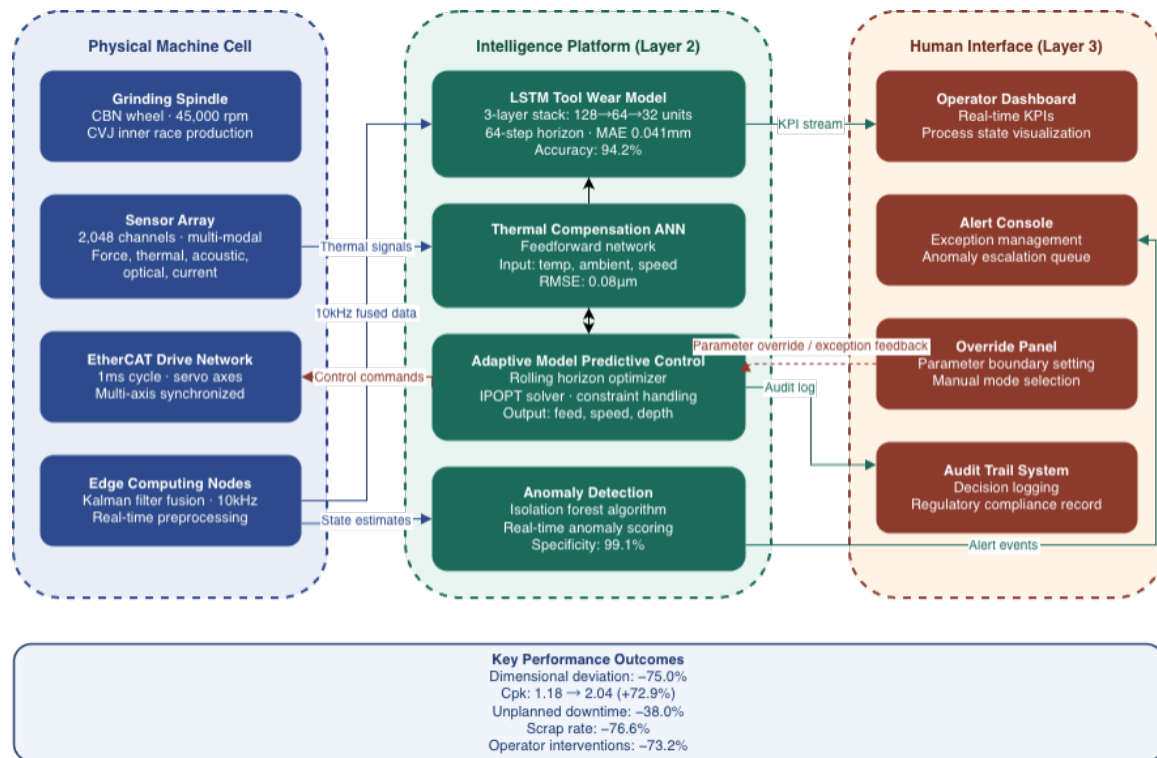 Physical Machine Cell
Grinding Spindle
CBN wheel · 45,000 rpm
CVJ inner race production
Sensor Array
2,048 channels · multi-modal
Force, thermal, acoustic,
optical, current
EtherCAT Drive Network
1ms cycle · servo axes
Multi-axis synchronized
Edge Computing Nodes
Kalman filter fusion · 10kHz
Real-time preprocessing
Thermal signals
10kHz fused data
Control commands
State estimates
Intelligence Platform (Layer 2)
LSTM Tool Wear Model
3-layer stack: 128→64→32 units
64-step horizon · MAE 0.041mm
Accuracy: 94.2%
Thermal Compensation ANN
Feedforward network
Input: temp, ambient, speed
RMSE: 0.08μm
Adaptive Model Predictive Control
Rolling horizon optimizer
IPOPT solver · constraint handling
Output: feed, speed, depth
Anomaly Detection
Isolation forest algorithm
Real-time anomaly scoring
Specificity: 99.1%
KPI stream
Parameter override / exception feedback
Audit log
Alert events
Human Interface (Layer 3)
Operator Dashboard
Real-time KPIs
Process state visualization
Alert Console
Exception management
Anomaly escalation queue
Override Panel
Parameter boundary setting
Manual mode selection
Audit Trail System
Decision logging
Regulatory compliance record
Key Performance Outcomes
Dimensional deviation: −75.0%
Cpk: 1.18 → 2.04 (+72.9%)
Unplanned downtime: −38.0%
Scrap rate: −76.6%
Operator interventions: −73.2%